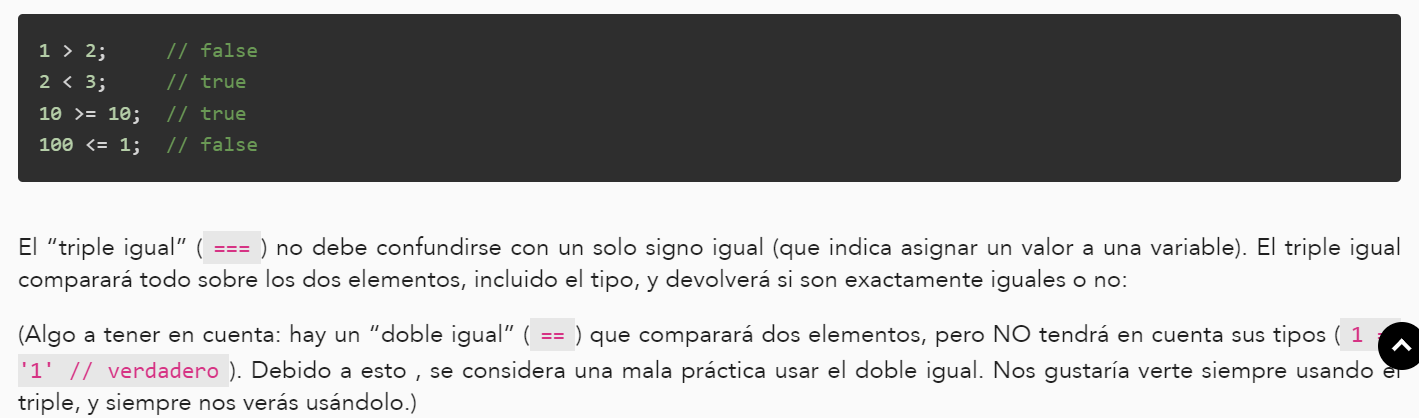 1 > 2;     // false
2 < 3;     // true
10 >= 10;  // true
100 <= 1;  // false
El “triple igual” ( === ) no debe confundirse con un solo signo igual (que indica asignar un valor a una variable). El triple igual
comparará todo sobre los dos elementos, incluido el tipo, y devolverá si son exactamente iguales o no:
(Algo a tener en cuenta: hay un “doble igual” ( == ) que comparará dos elementos, pero NO tendrá en cuenta sus tipos ( 1
'1' // verdadero ). Debido a esto , se considera una mala práctica usar el doble igual. Nos gustaría verte siempre usando el
triple, y siempre nos verás usándolo.)